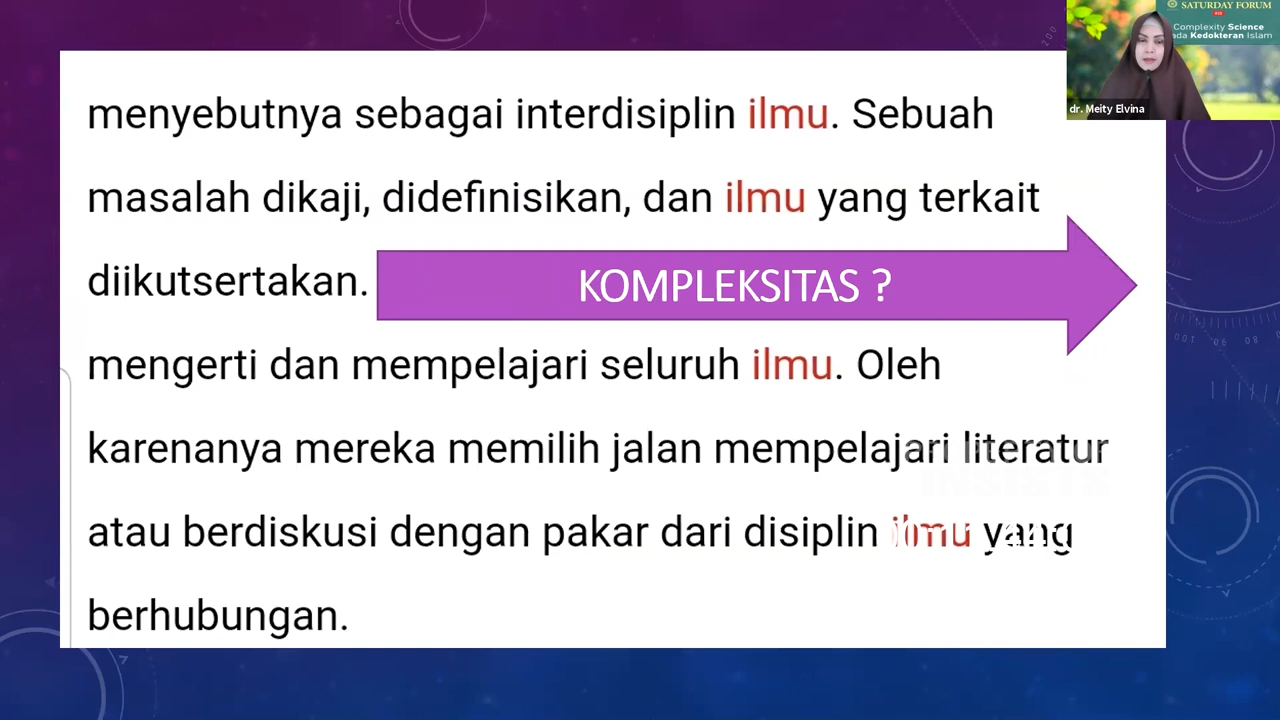 SATURDAY FORUM
Complexity Science
pada Kedokteran Islam
dr. Meity Elvina
menyebutnya sebagai interdisiplin ilmu. Sebuah
masalah dikaji, didefinisikan, dan ilmu yang terkait
diikutsertakan.
KOMPLEKSITAS ?
mengerti dan mempelajari seluruh ilmu. Oleh
karenanya mereka memilih jalan mempelajari literatur
atau berdiskusi dengan pakar dari disiplin ilmu yang
berhubungan.